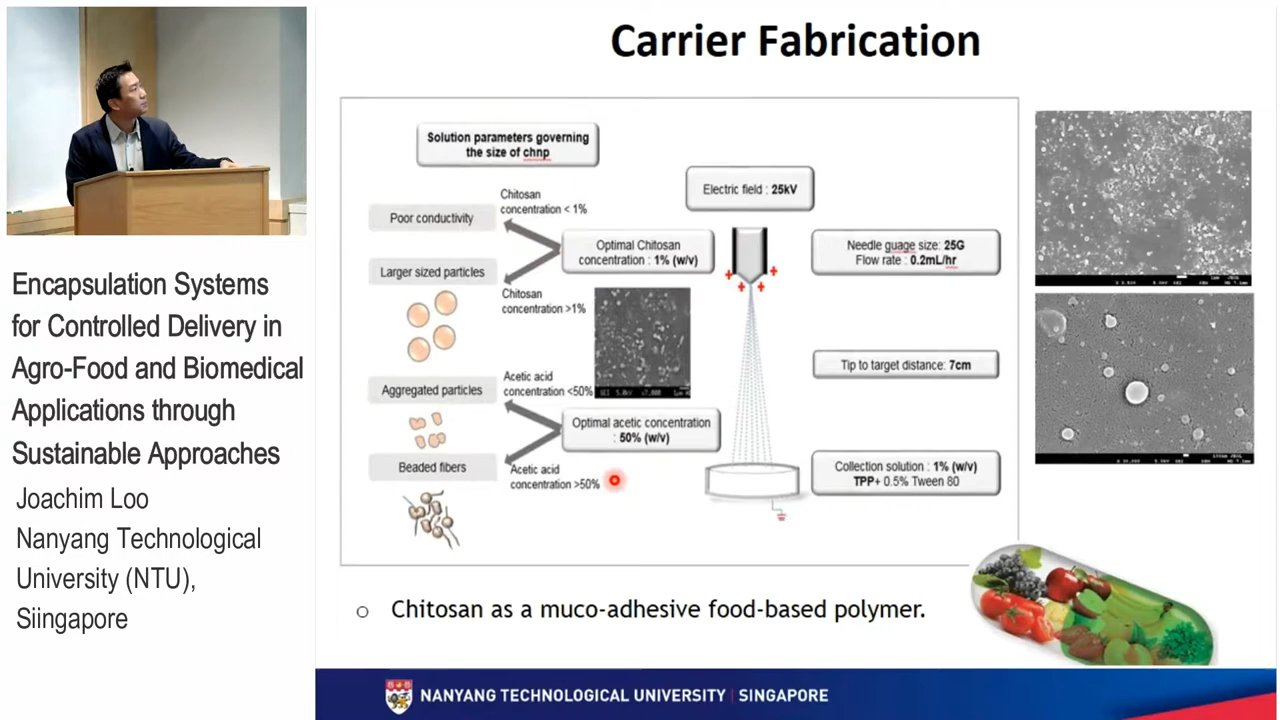 Carrier Fabrication
Solution parameters governing
the size of chnp
Chitosan
concentration < 1%
Poor conductivity
Optimal Chitosan
concentration : 1% (w/v)
Larger sized particles
Chitosan
concentration >1%
Acetic acid
concentration <50%
Aggregated particles
Optimal acetic concentration
: 50% (w/v)
Beaded fibers
Acetic acid
concentration >50%
Electric field : 25kV
Needle guage size: 25G
Flow rate : 0.2mL/hr
Tip to target distance: 7cm
Collection solution : 1% (w/v)
TPP+ 0.5% Tween 80
Chitosan as a muco-adhesive food-based polymer.
NANYANG TECHNOLOGICAL UNIVERSITY | SINGAPORE
Encapsulation Systems
for Controlled Delivery in
Agro-Food and Biomedical
Applications through
Sustainable Approaches
Joachim Loo
Nanyang Technological
University (NTU),
Siingapore